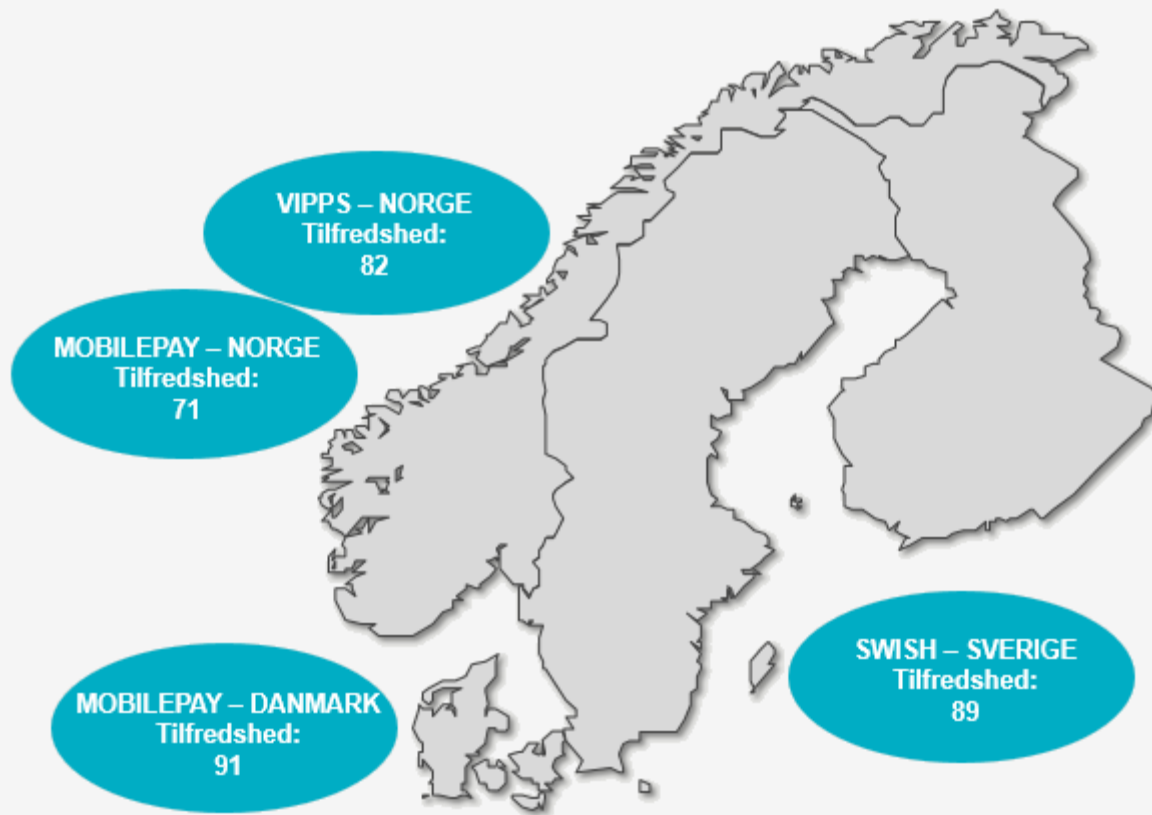 VIPPS – NORGE
Tilfredshed:
82
MOBILEPAY – NORGE
Tilfredshed:
71
SWISH – SVERIGE
Tilfredshed:
89
MOBILEPAY – DANMARK
Tilfredshed:
91